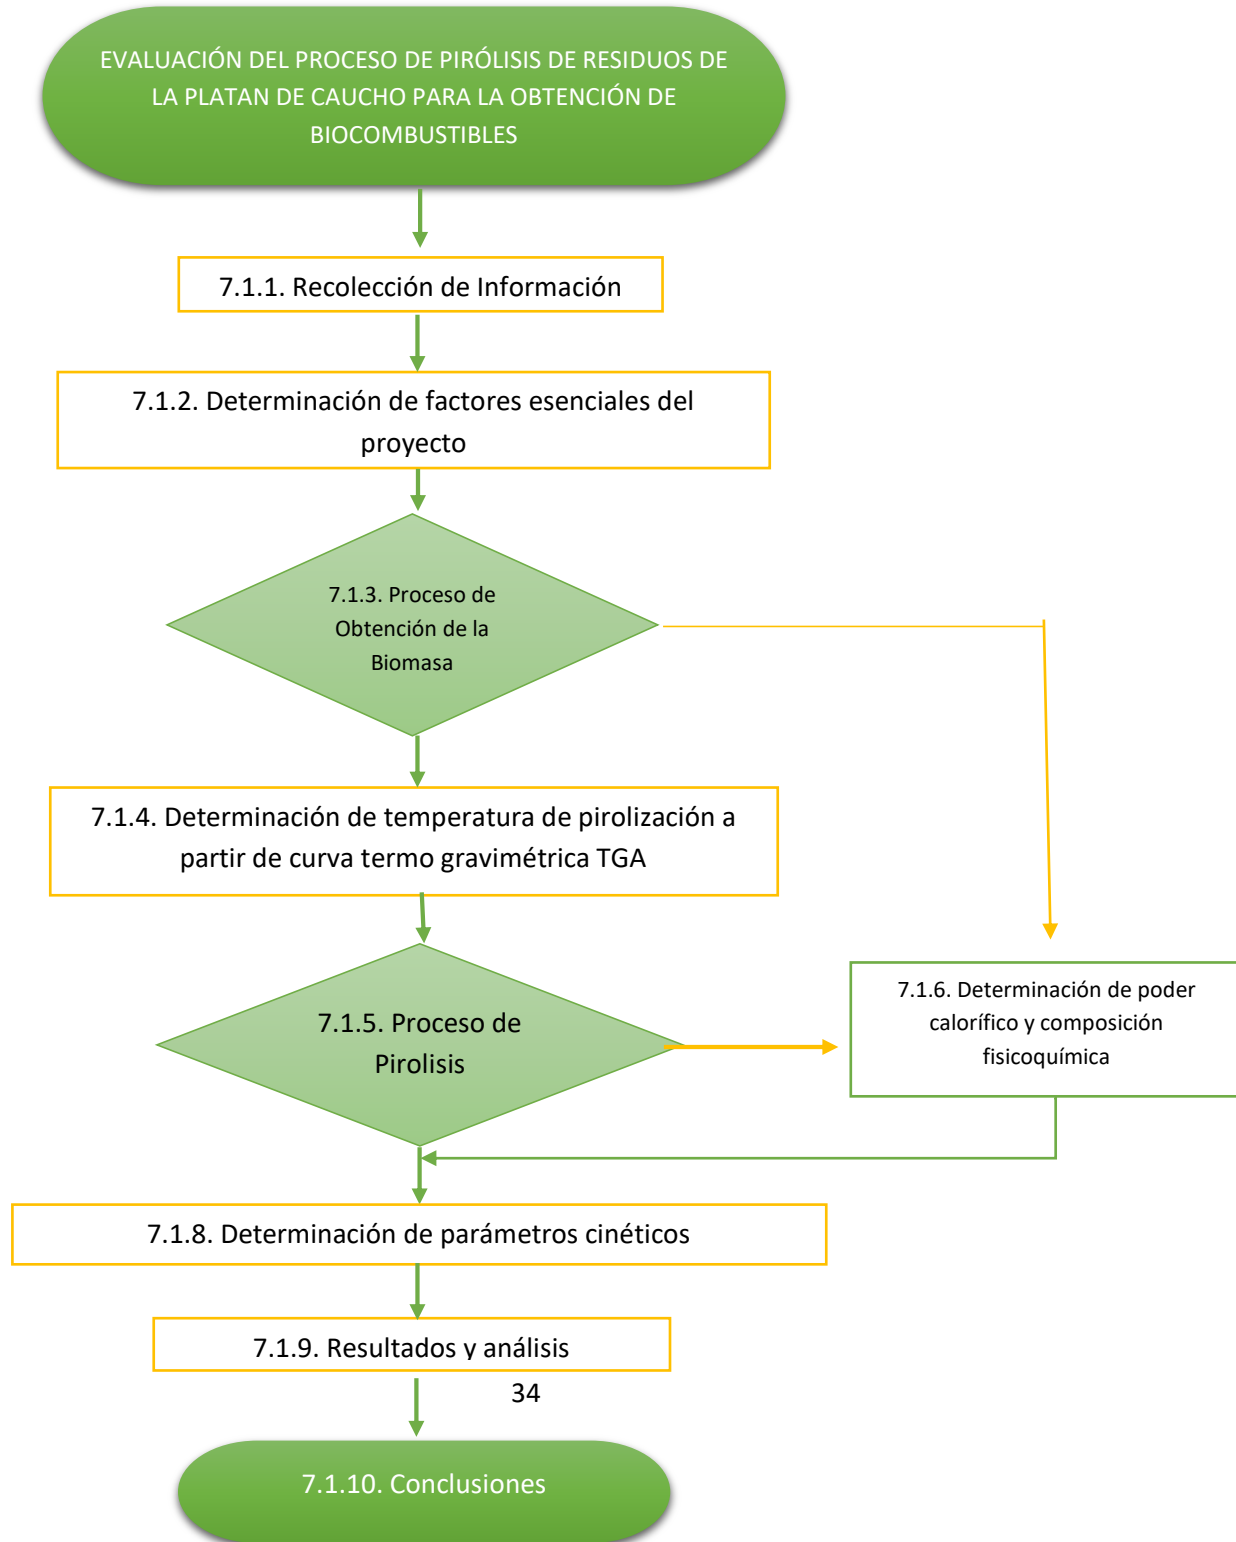 EVALUACIÓN DEL PROCESO DE PIRÓLISIS DE RESIDUOS DE
LA PLATAN DE CAUCHO PARA LA OBTENCIÓN DE
BIOCOMBUSTIBLES
7.1.1. Recolección de Información
7.1.2. Determinación de factores esenciales del
proyecto
7.1.3. Proceso de
Obtención de la
Biomasa
7.1.4. Determinación de temperatura de pirolización a
partir de curva termo gravimétrica TGA
7.1.5. Proceso de
Pirolisis
7.1.6. Determinación de poder
calorífico y composición
fisicoquímica
7.1.8. Determinación de parámetros cinéticos
7.1.9. Resultados y análisis
34
7.1.10. Conclusiones